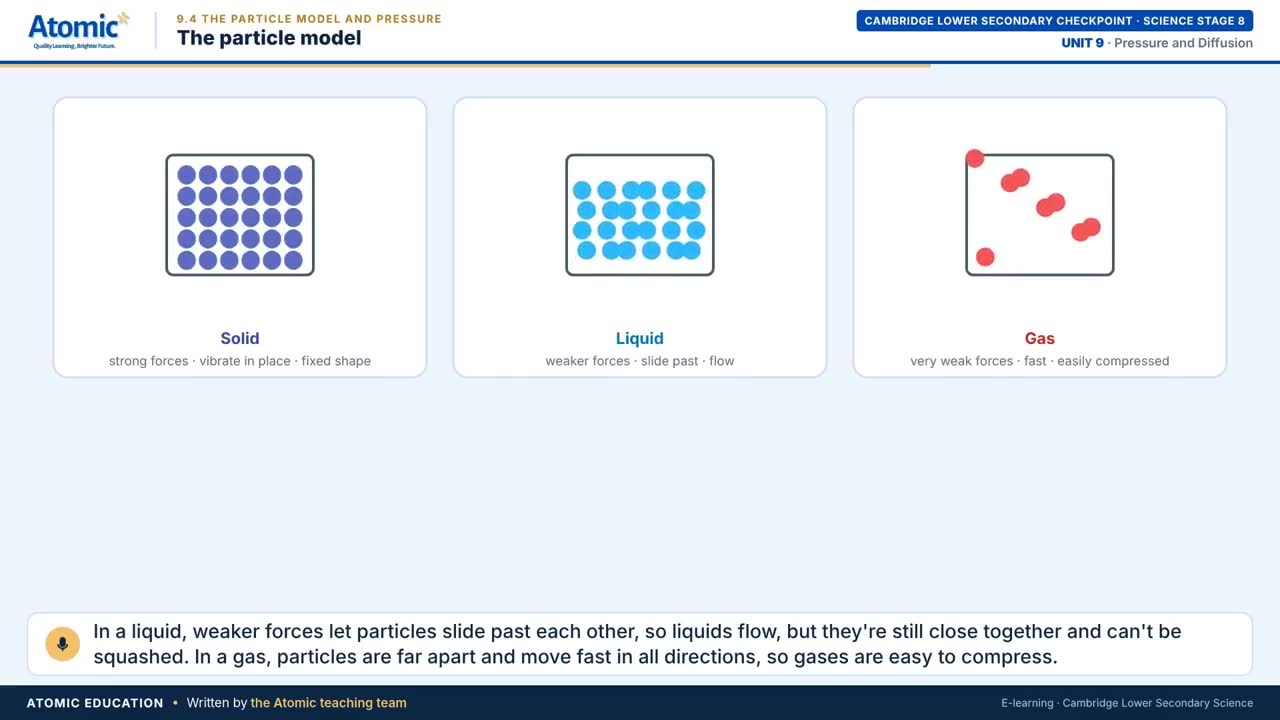 Atomic
Quality Learning, Brighter Future.
9.4 THE PARTICLE MODEL AND PRESSURE
The particle model
CAMBRIDGE LOWER SECONDARY CHECKPOINT · SCIENCE STAGE 8
UNIT 9 · Pressure and Diffusion
Solid
strong forces · vibrate in place · fixed shape
Liquid
weaker forces · slide past · flow
Gas
very weak forces · fast · easily compressed
In a liquid, weaker forces let particles slide past each other, so liquids flow, but they're still close together and can't be
squashed. In a gas, particles are far apart and move fast in all directions, so gases are easy to compress.
ATOMIC EDUCATION • Written by the Atomic teaching team
E-learning · Cambridge Lower Secondary Science